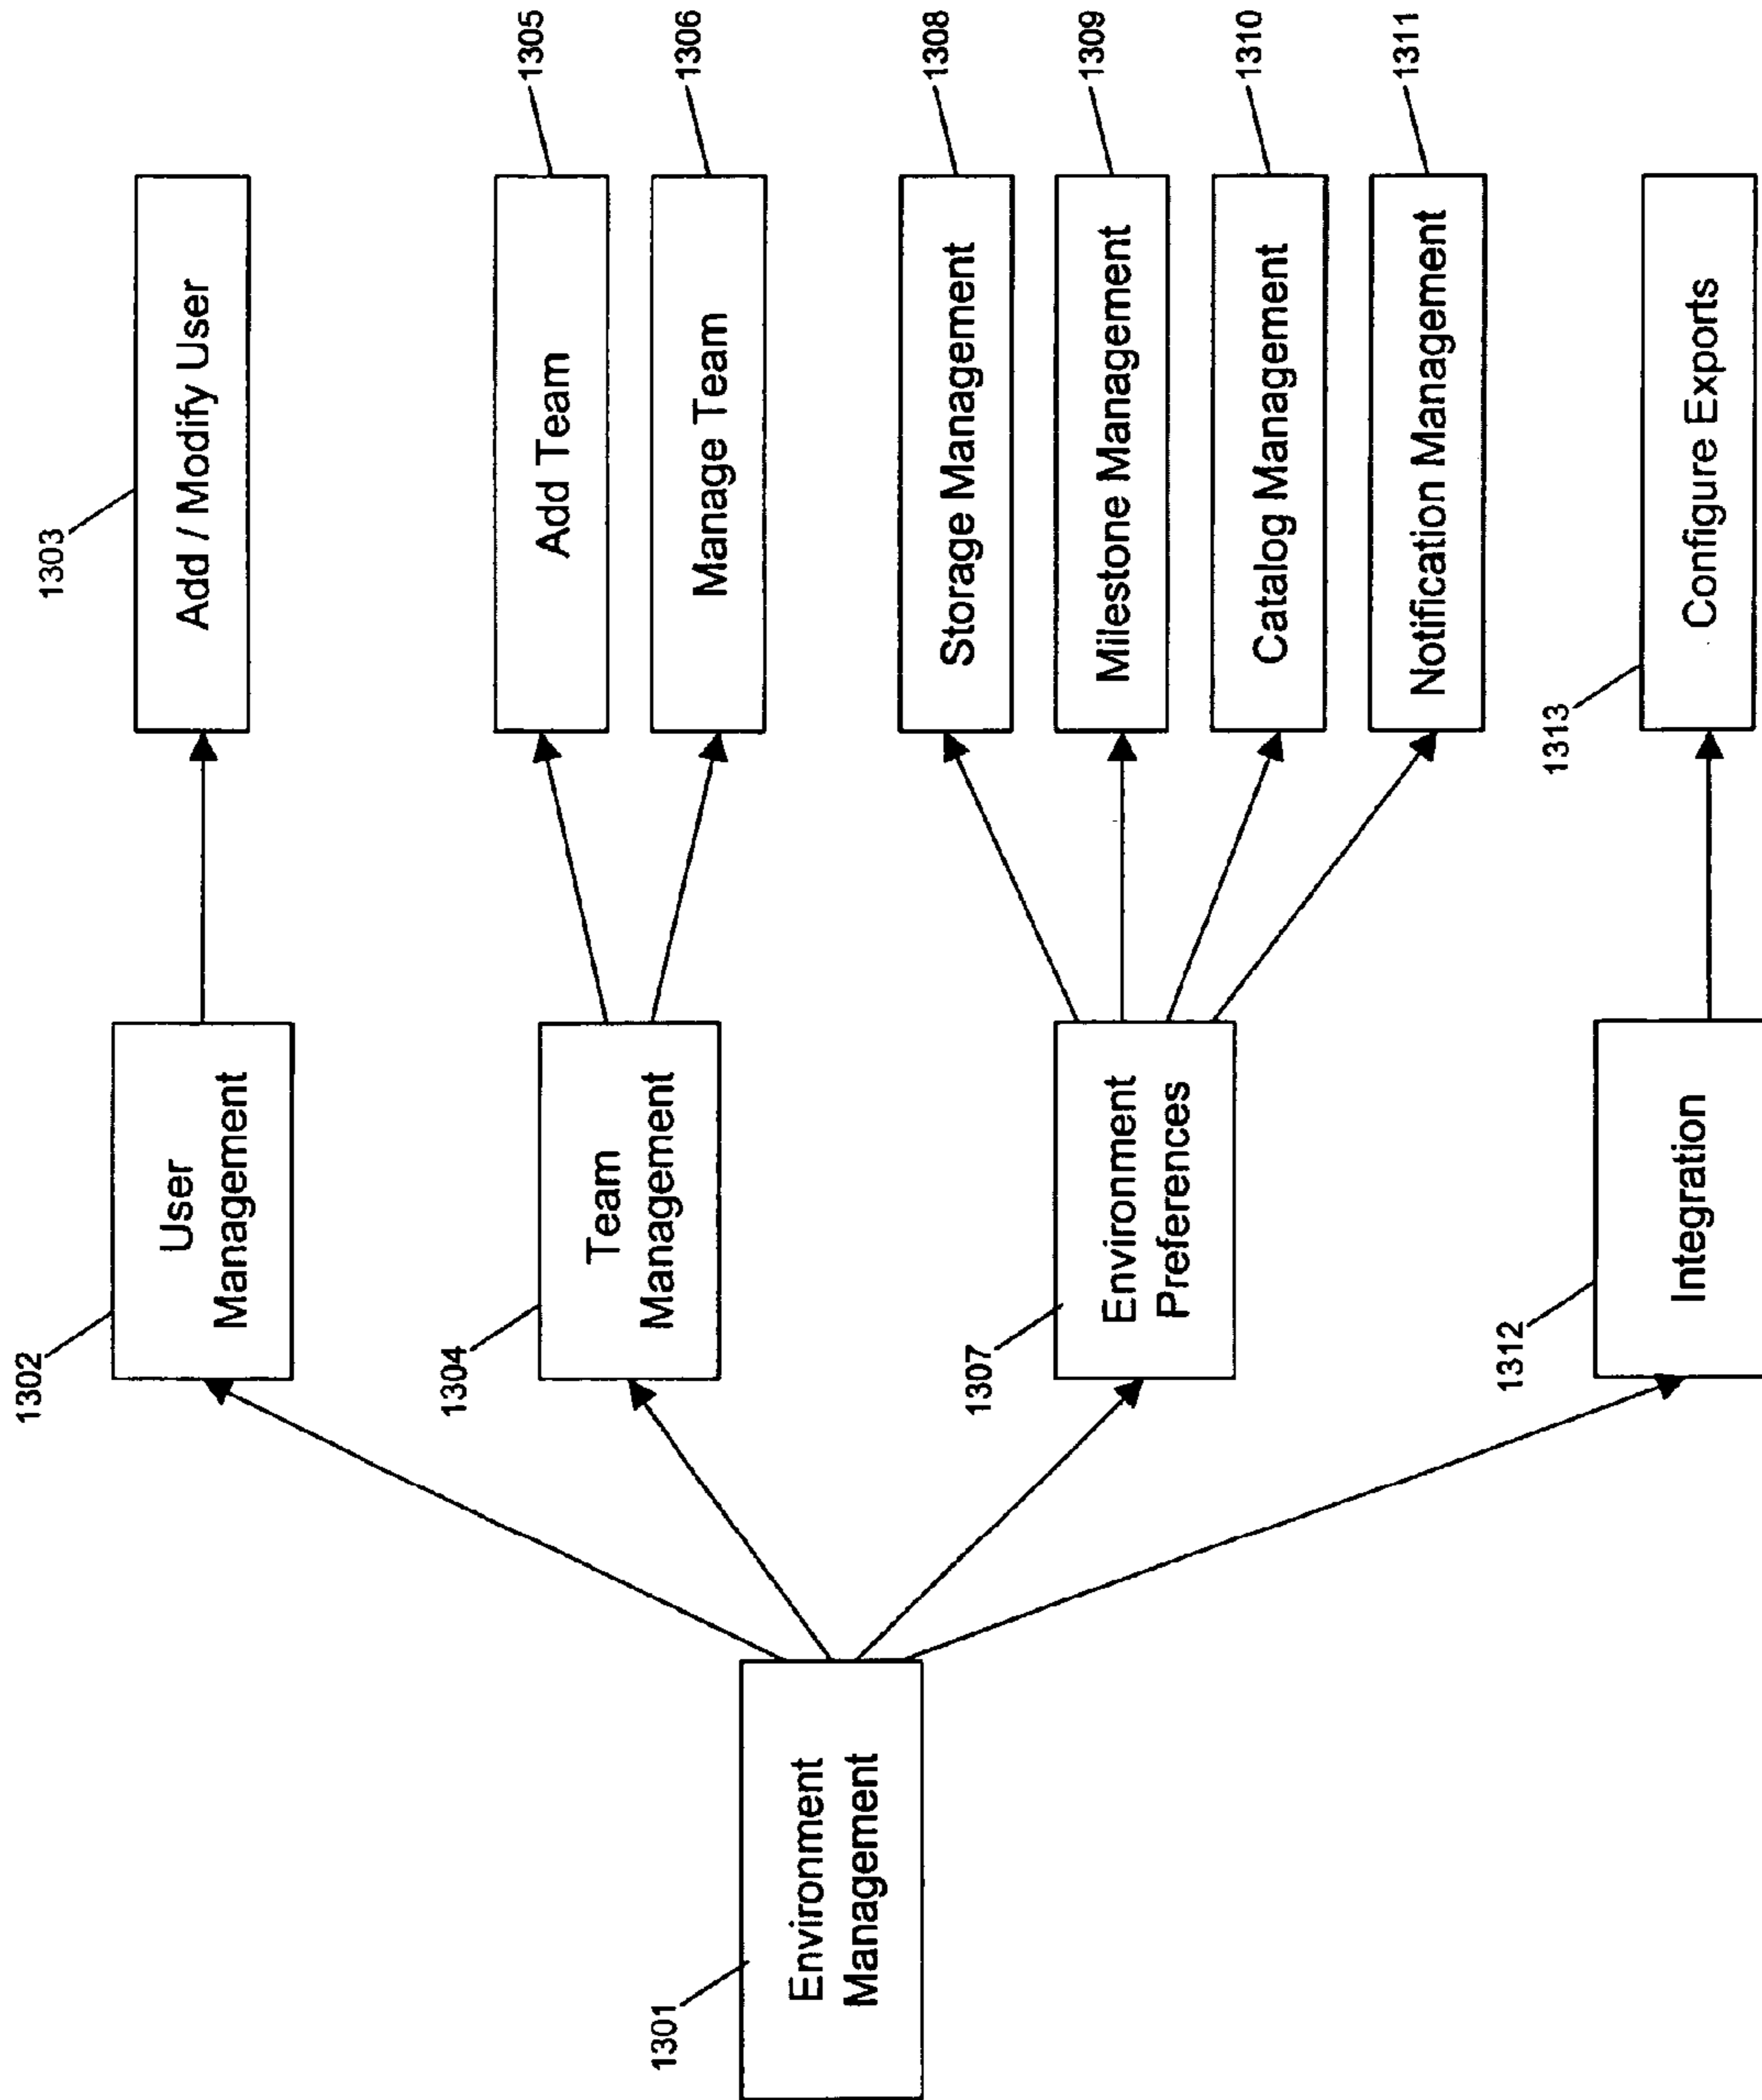 1301
Environment
Management
1302
User
Management
1303
Add / Modify User
1304
Team
Management
1305
Add Team
1306
Manage Team
1307
Environment
Preferences
1308
Storage Management
1309
Milestone Management
1310
Catalog Management
1311
Notification Management
1312
Integration
1313
Configure Exports